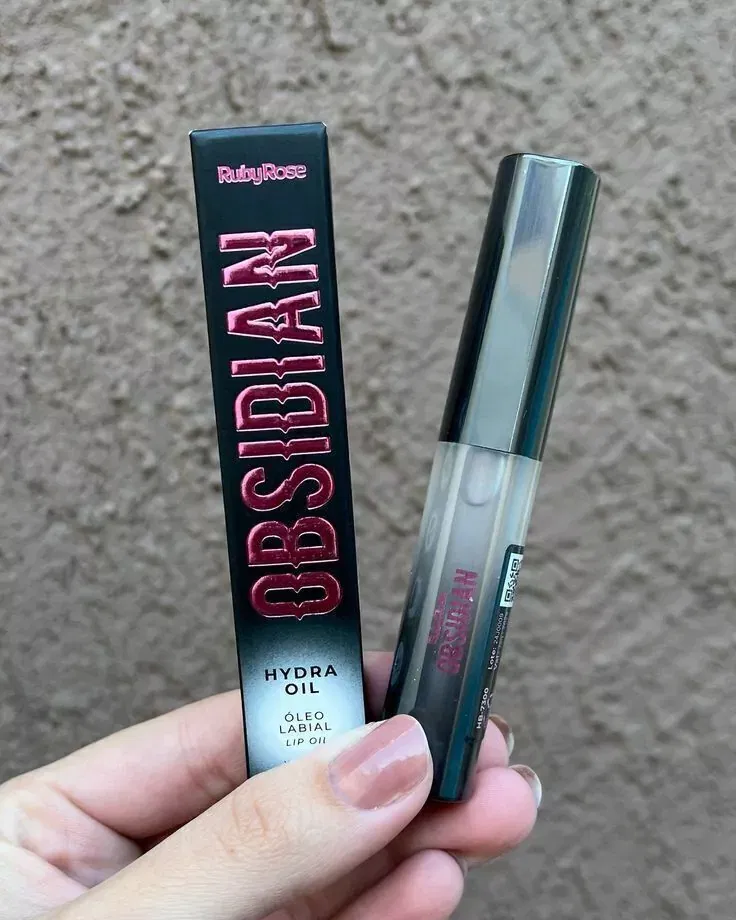 RubyRose
OBSIDIAN
HYDRA
OIL
ÓLEO
LABIAL
LIP OIL
OBSIDIAN
HB-7300
Lote: